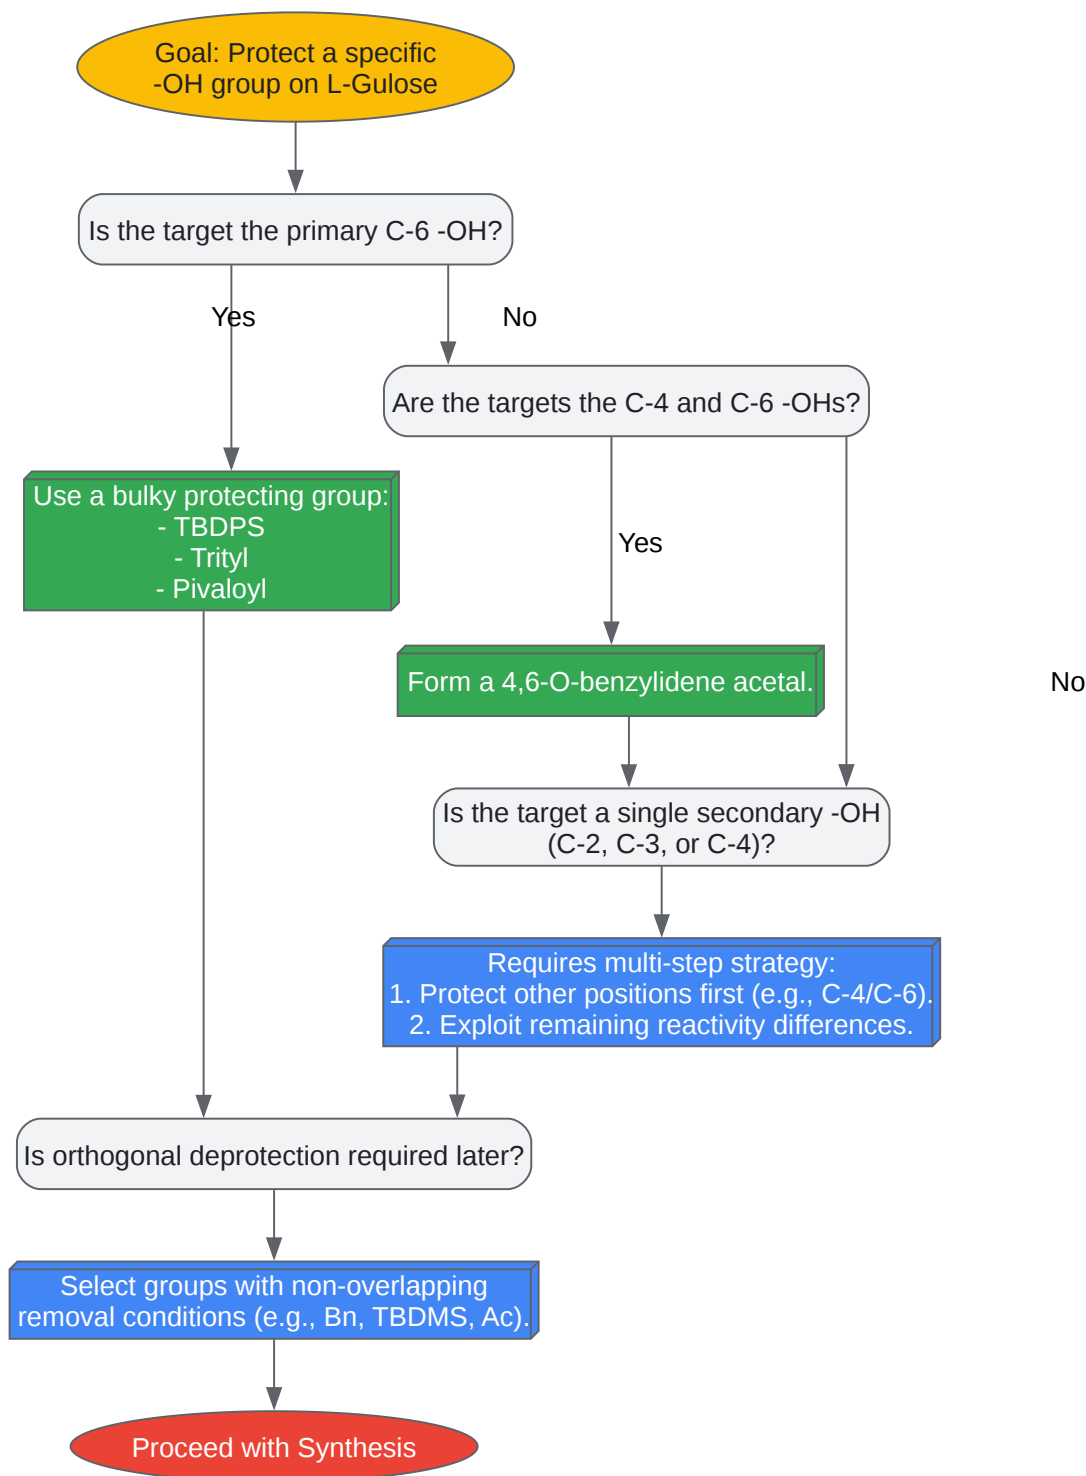 Goal: Protect a specific
-OH group on L-Gulose
Is the target the primary C-6 -OH?
Yes
No
Are the targets the C-4 and C-6 -OHs?
Use a bulky protecting group:
- TBDPS
- Trityl
- Pivaloyl
Yes
Form a 4,6-O-benzylidene acetal.
No
Is the target a single secondary -OH
(C-2, C-3, or C-4)?
Requires multi-step strategy:
1. Protect other positions first (e.g., C-4/C-6).
2. Exploit remaining reactivity differences.
Is orthogonal deprotection required later?
Select groups with non-overlapping
removal conditions (e.g., Bn, TBDMS, Ac).
Proceed with Synthesis